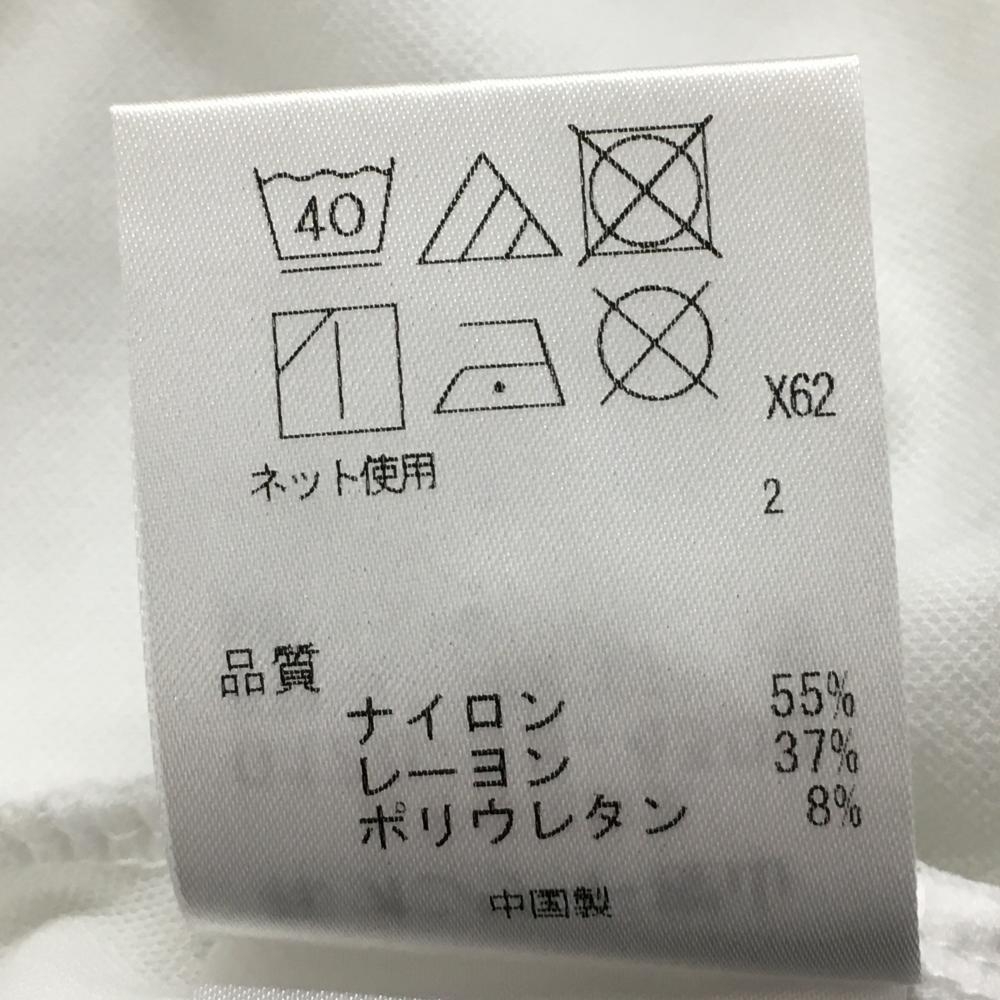 40
X62
ネット使用
2
品質
ナイロン 55%
レーヨン 37%
ポリウレタン 8%
中国製